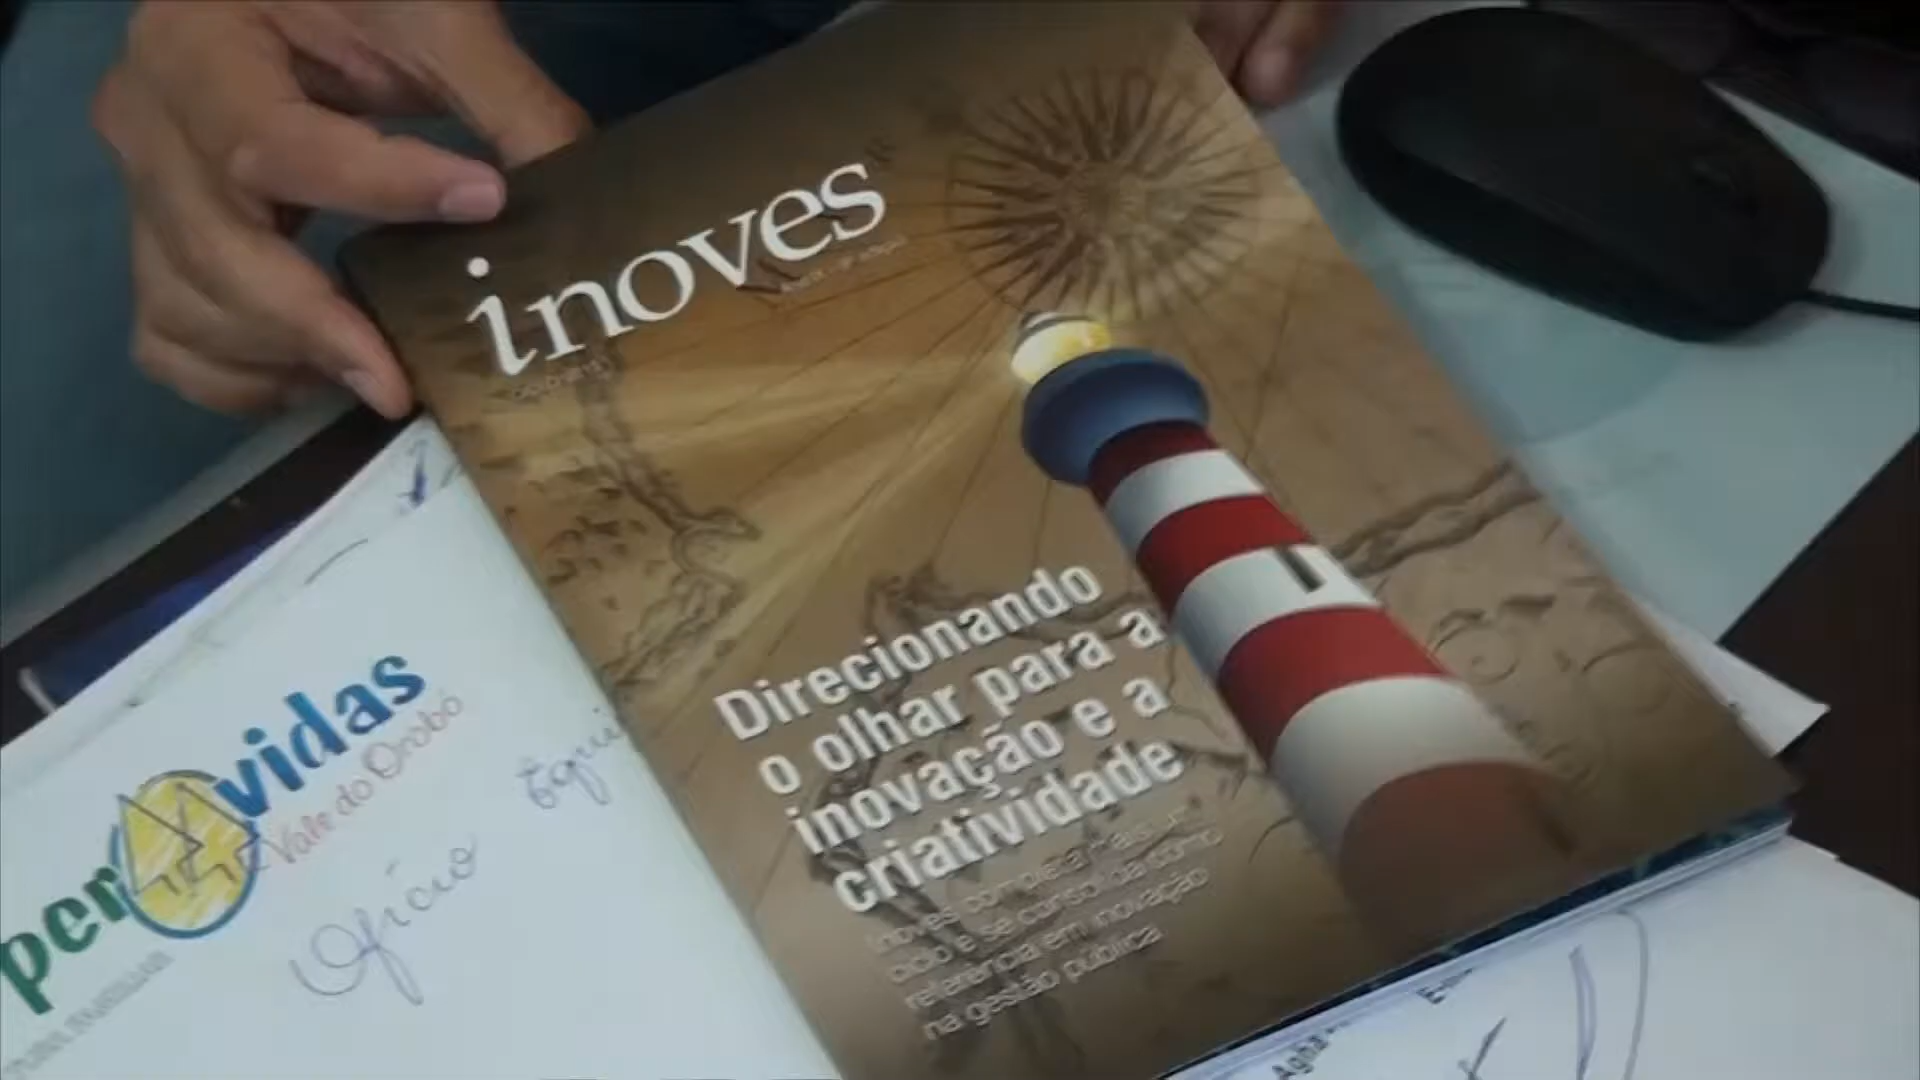 inoves
Direcionando
o olhar para a
inovação e a
criatividade
Inoves completa mais um
ciclo e se consolida como
referência em inovação
na gestão pública
per vidas
Vale do Orobó
Ofício